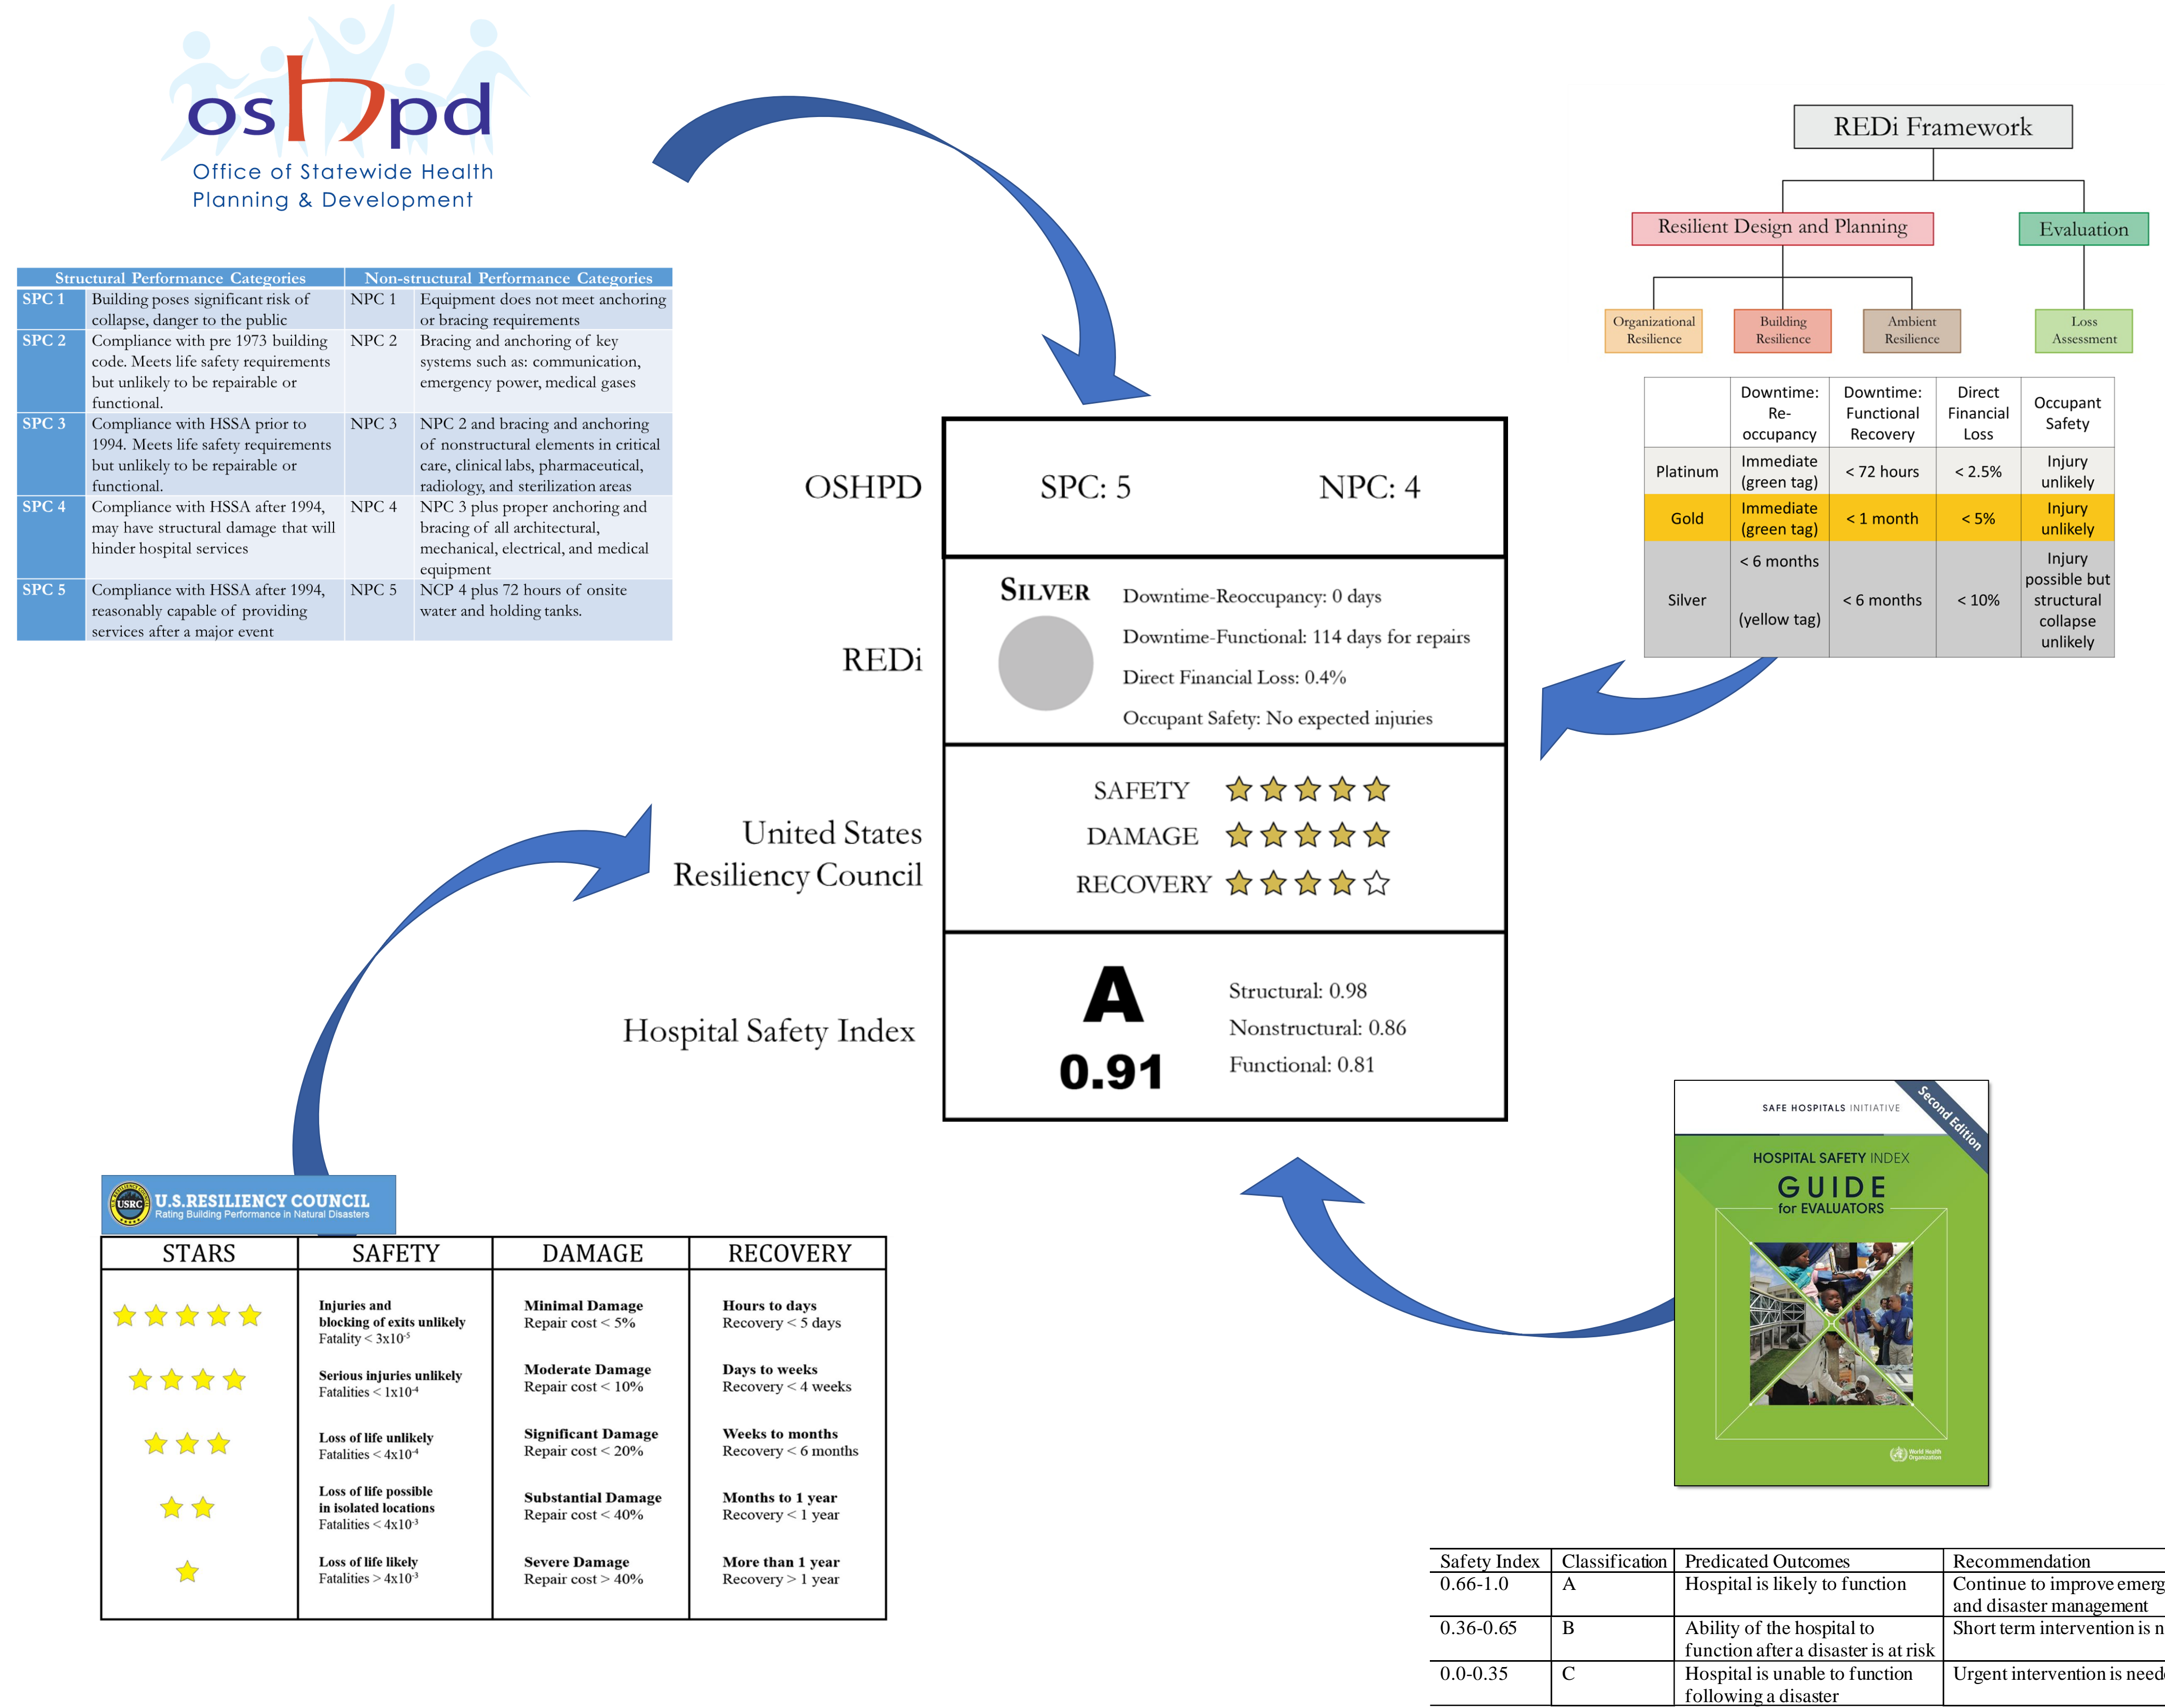 oshpd
Office of Statewide Health
Planning & Development
Structural Performance Categories
Non-structural Performance Categories
SPC 1
Building poses significant risk of
collapse, danger to the public
NPC 1
Equipment does not meet anchoring
or bracing requirements
SPC 2
Compliance with pre 1973 building
code. Meets life safety requirements
but unlikely to be repairable or
functional.
NPC 2
Bracing and anchoring of key
systems such as: communication,
emergency power, medical gases
SPC 3
Compliance with HSSA prior to
1994. Meets life safety requirements
but unlikely to be repairable or
functional.
NPC 3
NPC 2 and bracing and anchoring
of nonstructural elements in critical
care, clinical labs, pharmaceutical,
radiology, and sterilization areas
SPC 4
Compliance with HSSA after 1994,
may have structural damage that will
hinder hospital services
NPC 4
NPC 3 plus proper anchoring and
bracing of all architectural,
mechanical, electrical, and medical
equipment
SPC 5
Compliance with HSSA after 1994,
reasonably capable of providing
services after a major event
NPC 5
NCP 4 plus 72 hours of onsite
water and holding tanks.
REDi Framework
Resilient Design and Planning
Evaluation
Organizational
Resilience
Building
Resilience
Ambient
Resilience
Loss
Assessment
Downtime:
Re-
occupancy
Downtime:
Functional
Recovery
Direct
Financial
Loss
Occupant
Safety
Platinum
Immediate
(green tag)
< 72 hours
< 2.5%
Injury
unlikely
Gold
Immediate
(green tag)
< 1 month
< 5%
Injury
unlikely
Silver
< 6 months
(yellow tag)
< 6 months
< 10%
Injury
possible but
structural
collapse
unlikely
OSHPD
SPC: 5
NPC: 4
REDi
SILVER
Downtime-Reoccupancy: 0 days
Downtime-Functional: 114 days for repairs
Direct Financial Loss: 0.4%
Occupant Safety: No expected injuries
United States
Resiliency Council
SAFETY
DAMAGE
RECOVERY
Hospital Safety Index
A
0.91
Structural: 0.98
Nonstructural: 0.86
Functional: 0.81
USRC
U.S.RESILIENCY COUNCIL
Rating Building Performance in Natural Disasters
STARS
SAFETY
DAMAGE
RECOVERY
Injuries and
blocking of exits unlikely
Fatality < 3x10⁻⁵
Minimal Damage
Repair cost < 5%
Hours to days
Recovery < 5 days
Serious injuries unlikely
Fatalities < 1x10⁻⁴
Moderate Damage
Repair cost < 10%
Days to weeks
Recovery < 4 weeks
Loss of life unlikely
Fatalities < 4x10⁻⁴
Significant Damage
Repair cost < 20%
Weeks to months
Recovery < 6 months
Loss of life possible
in isolated locations
Fatalities < 4x10⁻³
Substantial Damage
Repair cost < 40%
Months to 1 year
Recovery < 1 year
Loss of life likely
Fatalities > 4x10⁻³
Severe Damage
Repair cost > 40%
More than 1 year
Recovery > 1 year
SAFE HOSPITALS INITIATIVE
Second Edition
HOSPITAL SAFETY INDEX
GUIDE
for EVALUATORS
World Health
Organization
Safety Index
Classification
Predicated Outcomes
Recommendation
0.66-1.0
A
Hospital is likely to function
Continue to improve emerg
and disaster management
0.36-0.65
B
Ability of the hospital to
function after a disaster is at risk
Short term intervention is n
0.0-0.35
C
Hospital is unable to function
following a disaster
Urgent intervention is need